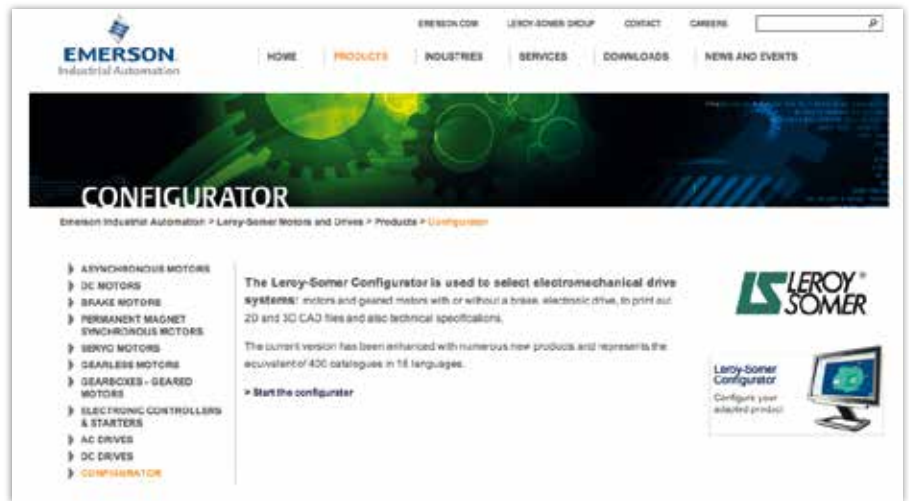 EMERSON.COM LEROY-SOMER GROUP CONTACT CAREERS
EMERSON
Industrial Automation
HOME PRODUCTS INDUSTRIES SERVICES DOWNLOADS NEWS AND EVENTS
CONFIGURATOR
Emerson Industrial Automation > Leroy-Somer Motors and Drives > Products > Configurator
ASYNCHRONOUS MOTORS
DC MOTORS
BRAKE MOTORS
PERMANENT MAGNET
SYNCHRONOUS MOTORS
SERVO MOTORS
GEARLESS MOTORS
GEARBOXES - GEARED
MOTORS
ELECTRONIC CONTROLLERS
& STARTERS
AC DRIVES
DC DRIVES
CONFIGURATOR
The Leroy-Somer Configurator is used to select electromechanical drive
systems: motors and geared motors with or without a brake, electronic drive, to print out
2D and 3D CAD files and also technical specifications.
The current version has been enhanced with numerous new products and represents the
equivalent of 400 catalogues in 16 languages.
> Start the configurator
LS LEROY®
SOMER
Leroy-Somer
Configurator
Configure your
adapted product